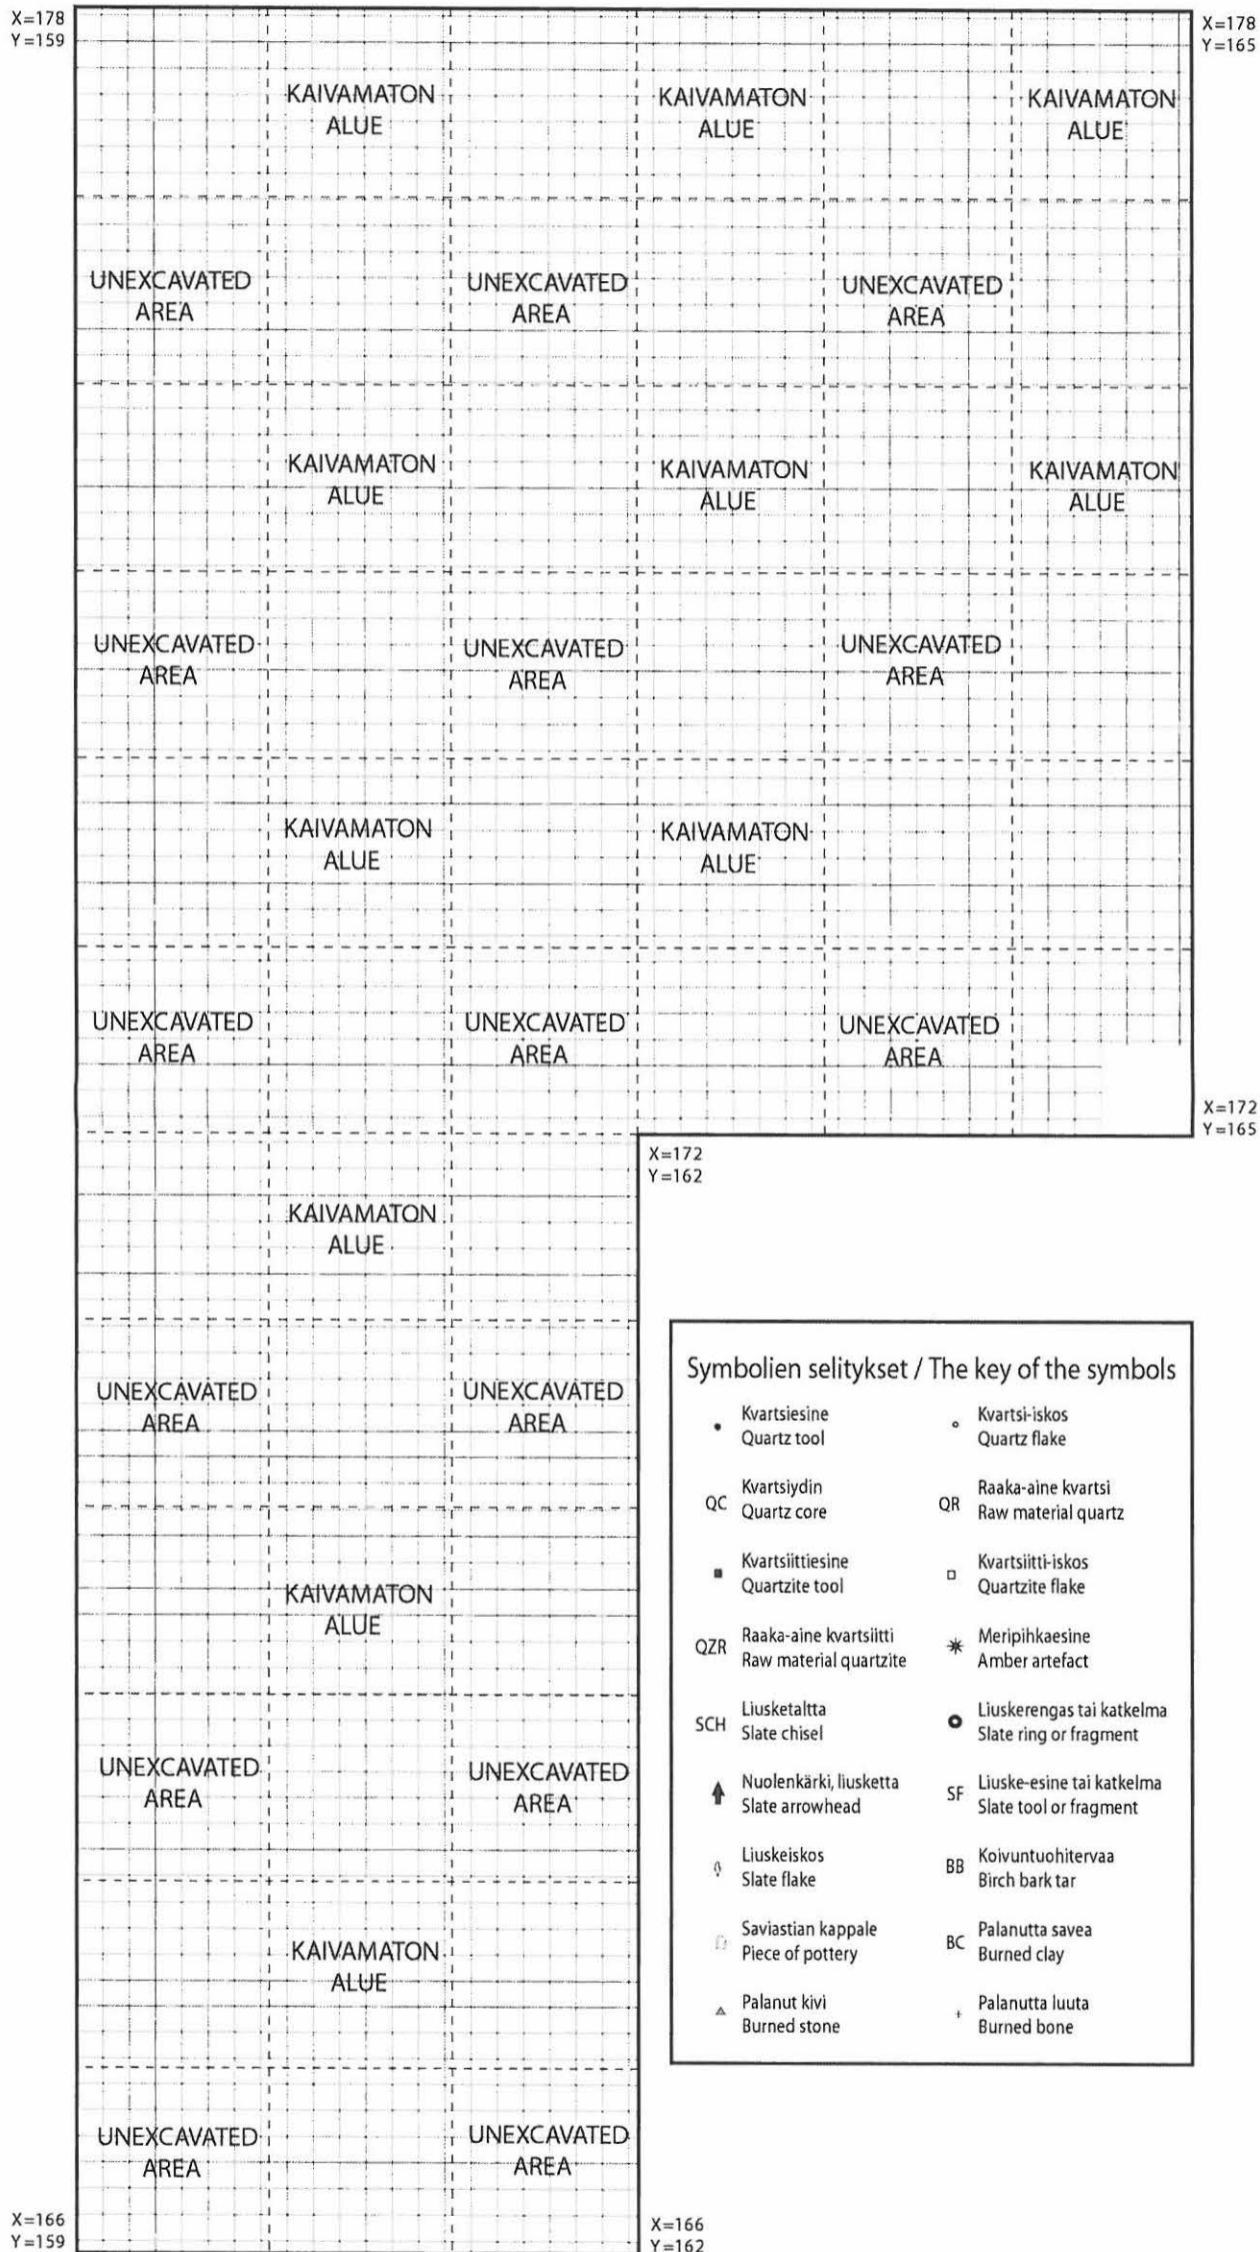 X=178
Y=159
X=178
Y=165
KAIVAMATON
ALUE
KAIVAMATON
ALUE
KAIVAMATON
ALUE
UNEXCAVATED
AREA
UNEXCAVATED
AREA
UNEXCAVATED
AREA
KAIVAMATON
ALUE
KAIVAMATON
ALUE
KAIVAMATON
ALUE
UNEXCAVATED
AREA
UNEXCAVATED
AREA
UNEXCAVATED
AREA
KAIVAMATON
ALUE
KAIVAMATON
ALUE
UNEXCAVATED
AREA
UNEXCAVATED
AREA
UNEXCAVATED
AREA
X=172
Y=165
X=172
Y=162
KAIVAMATON
ALUE
UNEXCAVATED
AREA
UNEXCAVATED
AREA
KAIVAMATON
ALUE
UNEXCAVATED
AREA
UNEXCAVATED
AREA
KAIVAMATON
ALUE
UNEXCAVATED
AREA
UNEXCAVATED
AREA
X=166
Y=159
X=166
Y=162
Symbolien selitykset / The key of the symbols
Kvartsiesine
Quartz tool
Kvartsi-iskos
Quartz flake
QC Kvartsiydin
Quartz core
QR Raaka-aine kvartsi
Raw material quartz
Kvartsiittiesine
Quartzite tool
Kvartsiitti-iskos
Quartzite flake
QZR Raaka-aine kvartsiitti
Raw material quartzite
Meripihkaesine
Amber artefact
SCH Liusketaltta
Slate chisel
Liuskerengas tai katkelma
Slate ring or fragment
Nuolenkärki, liusketta
Slate arrowhead
SF Liuske-esine tai katkelma
Slate tool or fragment
Liuskeiskos
Slate flake
BB Koivuntuohitervaa
Birch bark tar
Saviastian kappale
Piece of pottery
BC Palanutta savea
Burned clay
Palanut kivi
Burned stone
Palanutta luuta
Burned bone